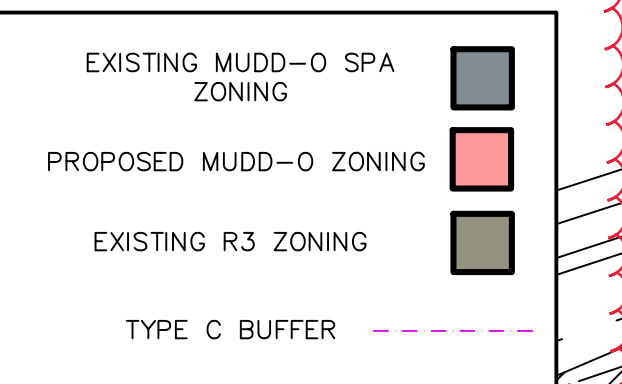 EXISTING MUDD-O SPA
ZONING
PROPOSED MUDD-O ZONING
EXISTING R3 ZONING
TYPE C BUFFER